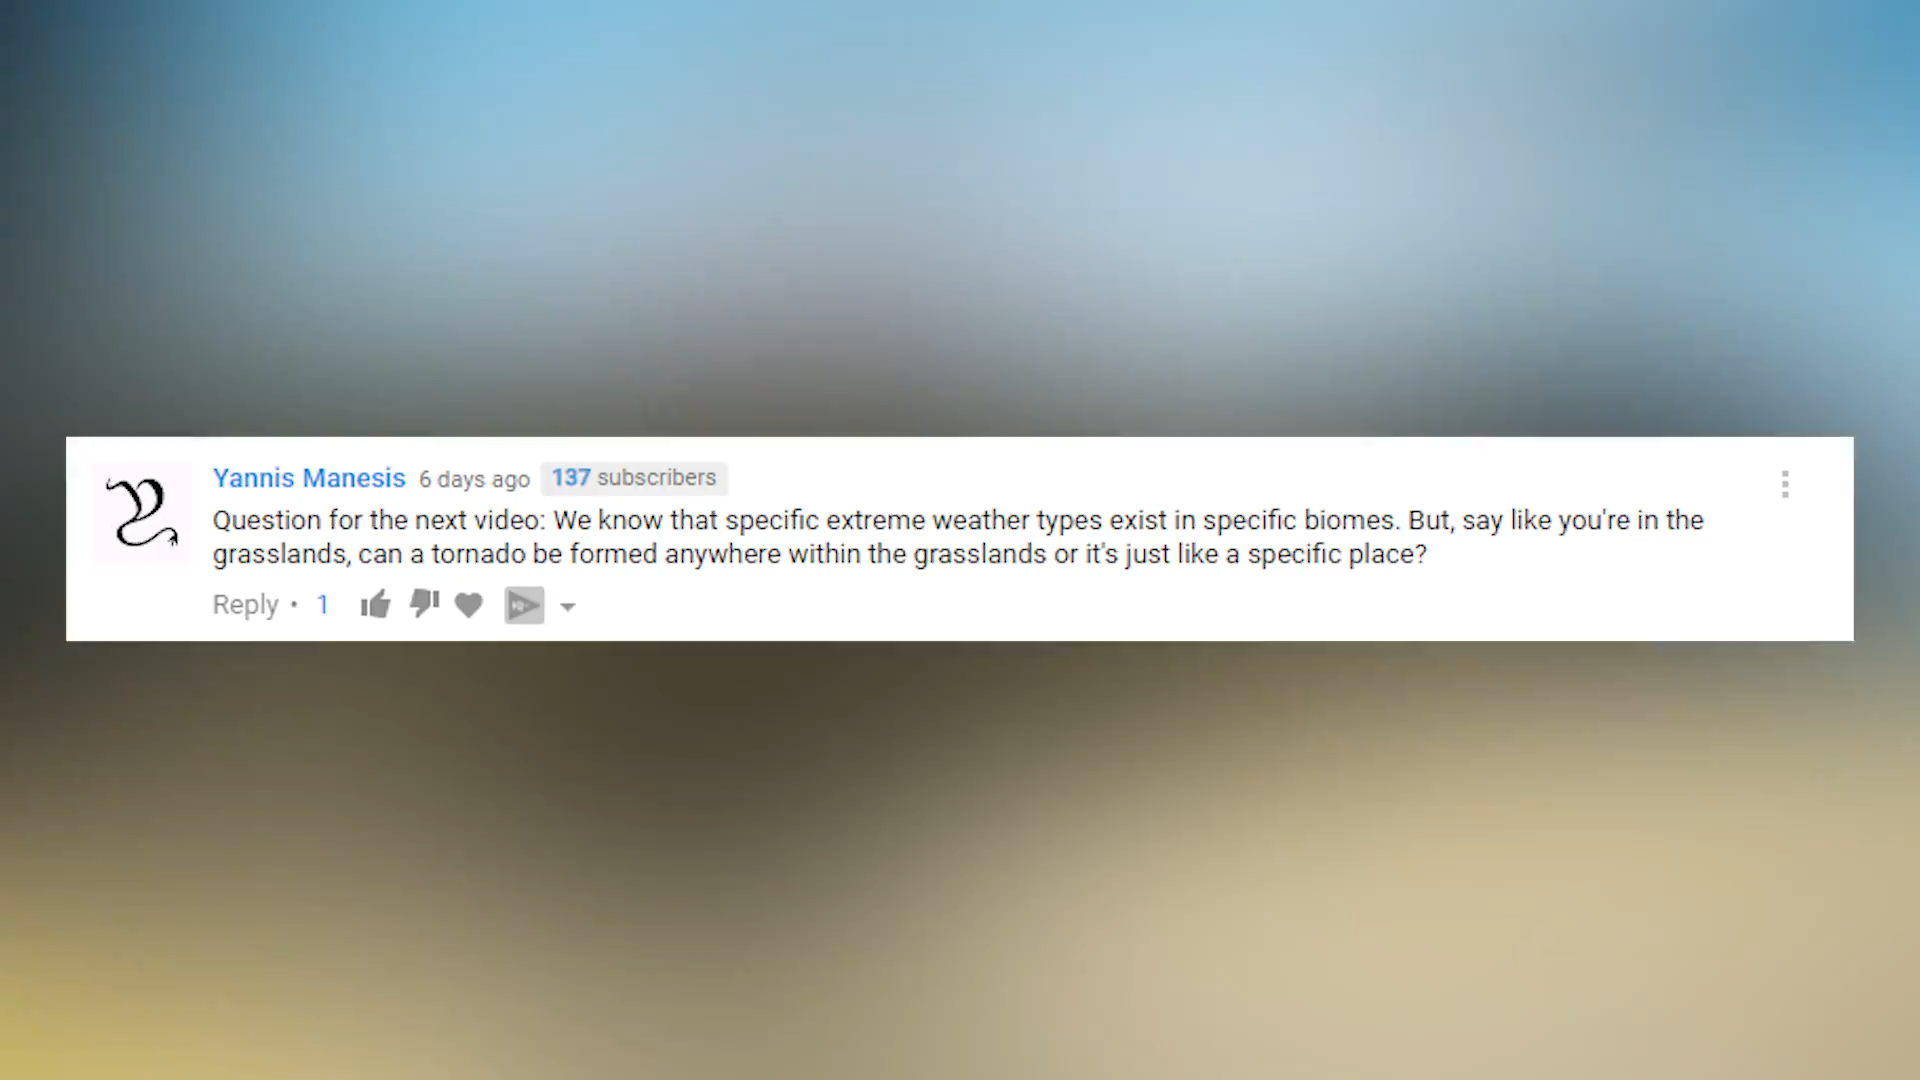 Yannis Manesis 6 days ago 137 subscribers
Question for the next video: We know that specific extreme weather types exist in specific biomes. But, say like you're in the
grasslands, can a tornado be formed anywhere within the grasslands or it's just like a specific place?
Reply • 1